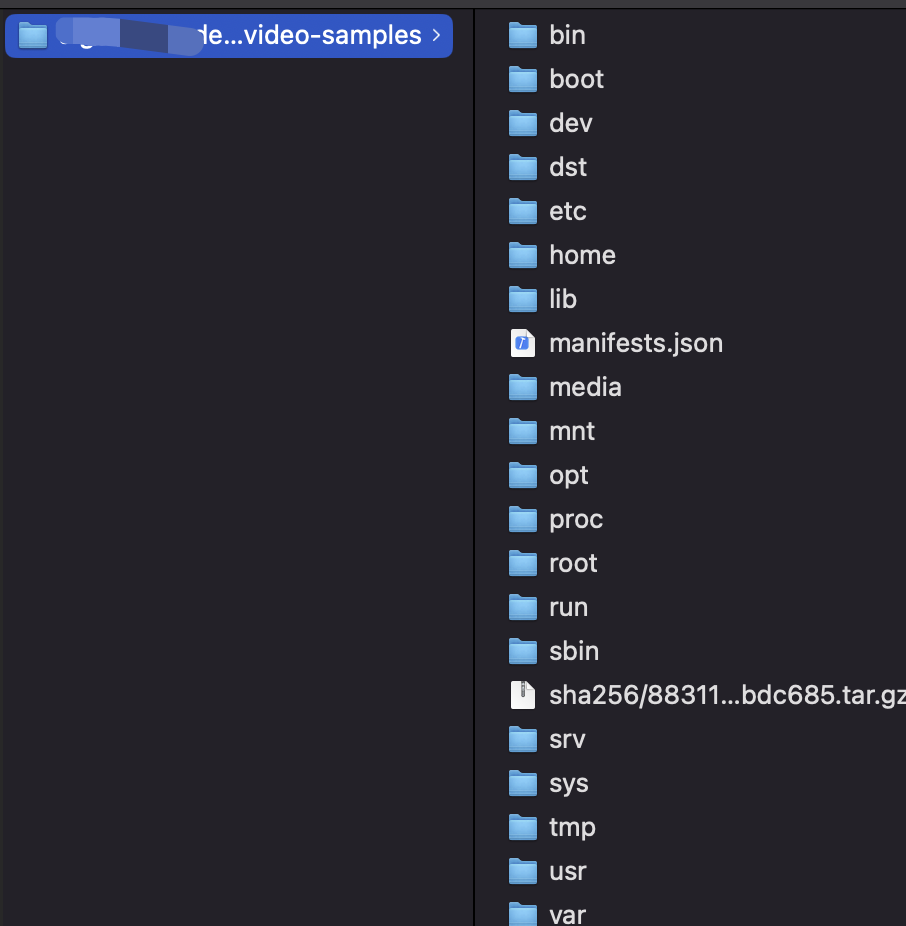 de...video-samples
bin
boot
dev
dst
etc
home
lib
manifests.json
media
mnt
opt
proc
root
run
sbin
sha256/88311...bdc685.tar.gz
srv
sys
tmp
usr
var